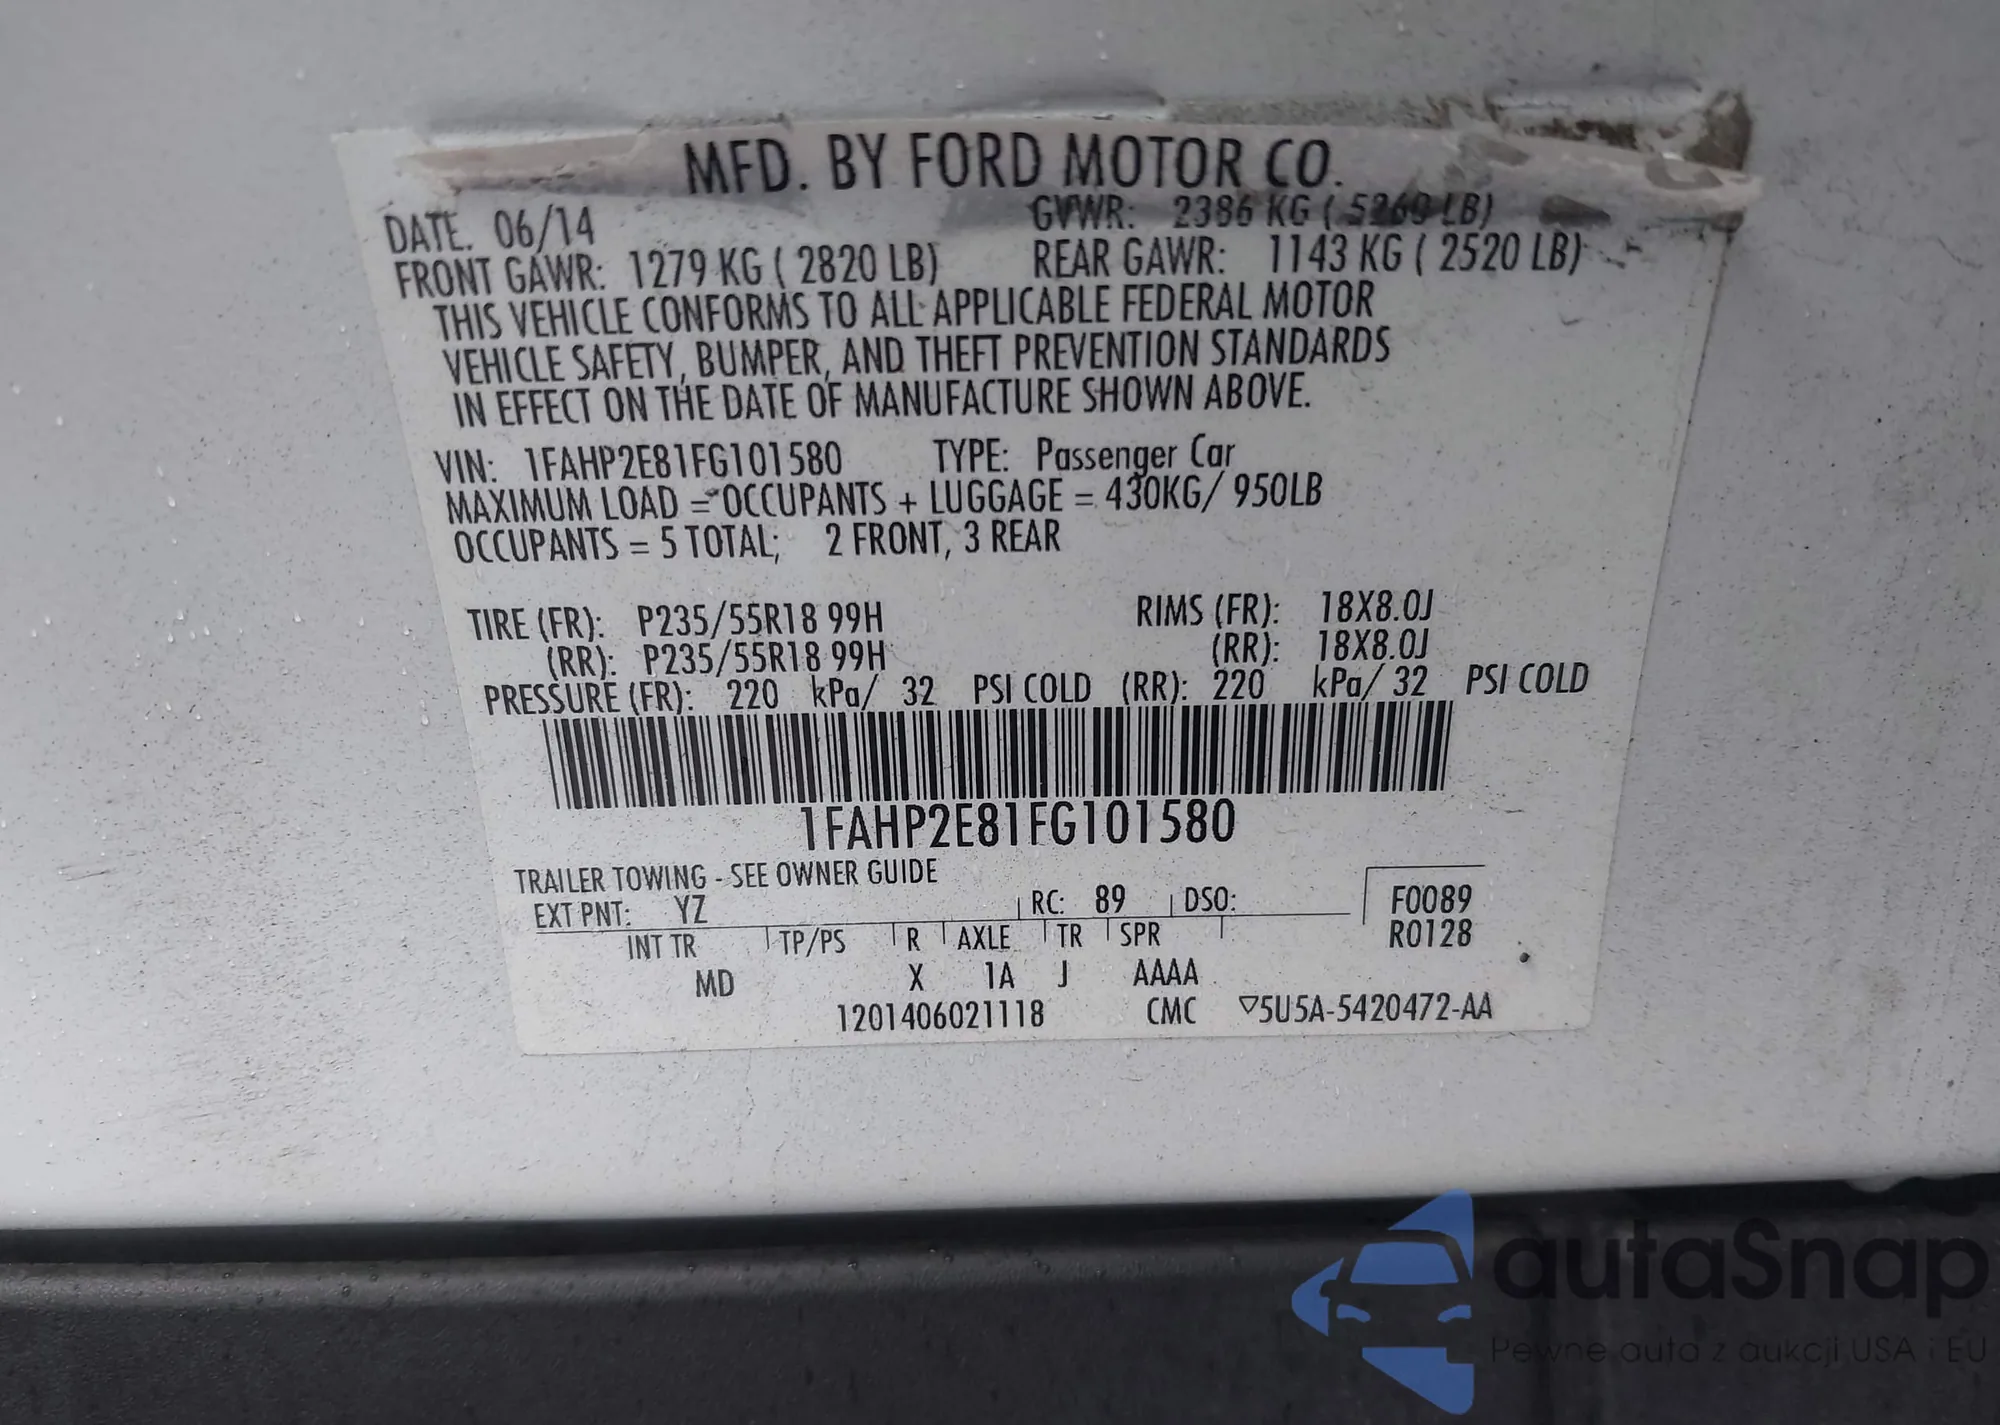 MFD. BY FORD MOTOR CO.
DATE. 06/14 GVWR: 2386 KG ( 5260 LB)
FRONT GAWR: 1279 KG ( 2820 LB) REAR GAWR: 1143 KG ( 2520 LB)
THIS VEHICLE CONFORMS TO ALL APPLICABLE FEDERAL MOTOR
VEHICLE SAFETY, BUMPER, AND THEFT PREVENTION STANDARDS
IN EFFECT ON THE DATE OF MANUFACTURE SHOWN ABOVE.
VIN: 1FAHP2E81FG101580 TYPE: Passenger Car
MAXIMUM LOAD = OCCUPANTS + LUGGAGE = 430KG/ 950LB
OCCUPANTS = 5 TOTAL; 2 FRONT, 3 REAR
TIRE (FR): P235/55R18 99H RIMS (FR): 18X8.0J
(RR): P235/55R18 99H (RR): 18X8.0J
PRESSURE (FR): 220 kPa/ 32 PSI COLD (RR): 220 kPa/ 32 PSI COLD
1FAHP2E81FG101580
TRAILER TOWING - SEE OWNER GUIDE
EXT PNT: YZ RC: 89 DSO: F0089
INT TR TP/PS R AXLE TR SPR R0128
MD X 1A J AAAA
1201406021118 CMC ▽5U5A-5420472-AA
autaSnap
Pewne auta z aukcji USA i EU